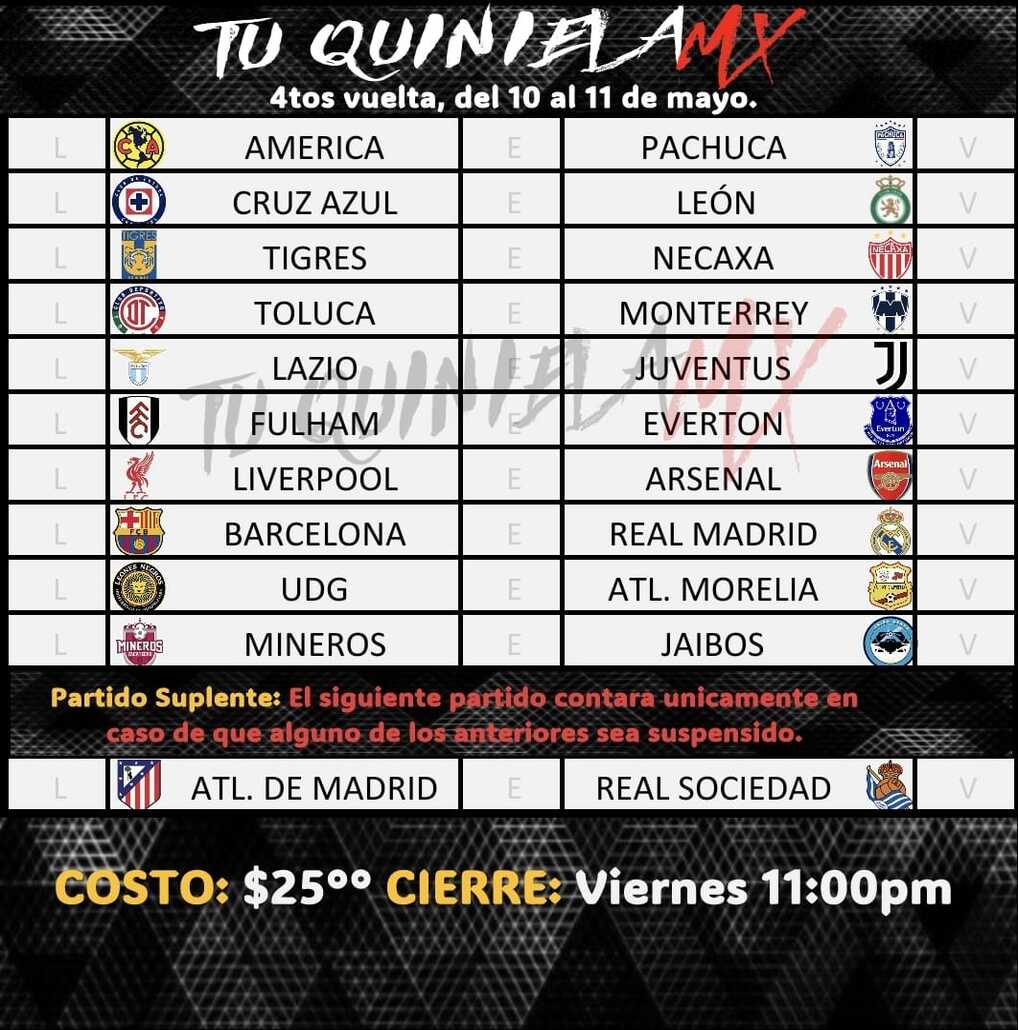 TU QUINIELAMX
4tos vuelta, del 10 al 11 de mayo.
L AMERICA E PACHUCA V
L CRUZ AZUL E LEÓN V
L TIGRES E NECAXA V
L TOLUCA E MONTERREY V
L LAZIO E JUVENTUS V
L FULHAM E EVERTON V
L LIVERPOOL E ARSENAL V
L BARCELONA E REAL MADRID V
L UDG E ATL. MORELIA V
L MINEROS E JAIBOS V
TU QUINIELAMX
Partido Suplente: El siguiente partido contara unicamente en
caso de que alguno de los anteriores sea suspendido.
L ATL. DE MADRID E REAL SOCIEDAD V
COSTO: $25°° CIERRE: Viernes 11:00pm